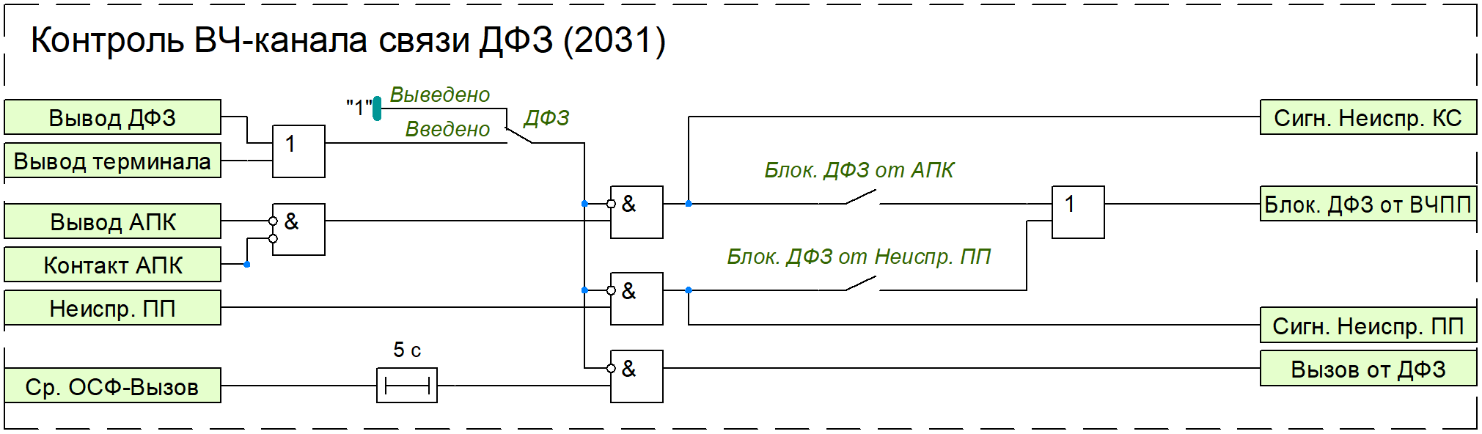 Контроль ВЧ-канала связи ДФЗ (2031)
"1"
Выведено
Вывод ДФЗ
Введено
ДФЗ
Сигн. Неиспр. КС
1
Вывод терминала
Блок. ДФЗ от АПК
Вывод АПК
&
&
1
Блок. ДФЗ от ВЧПП
Контакт АПК
Блок. ДФЗ от Неиспр. ПП
Неиспр. ПП
&
Сигн. Неиспр. ПП
5 с
Ср. ОСФ-Вызов
&
Вызов от ДФЗ